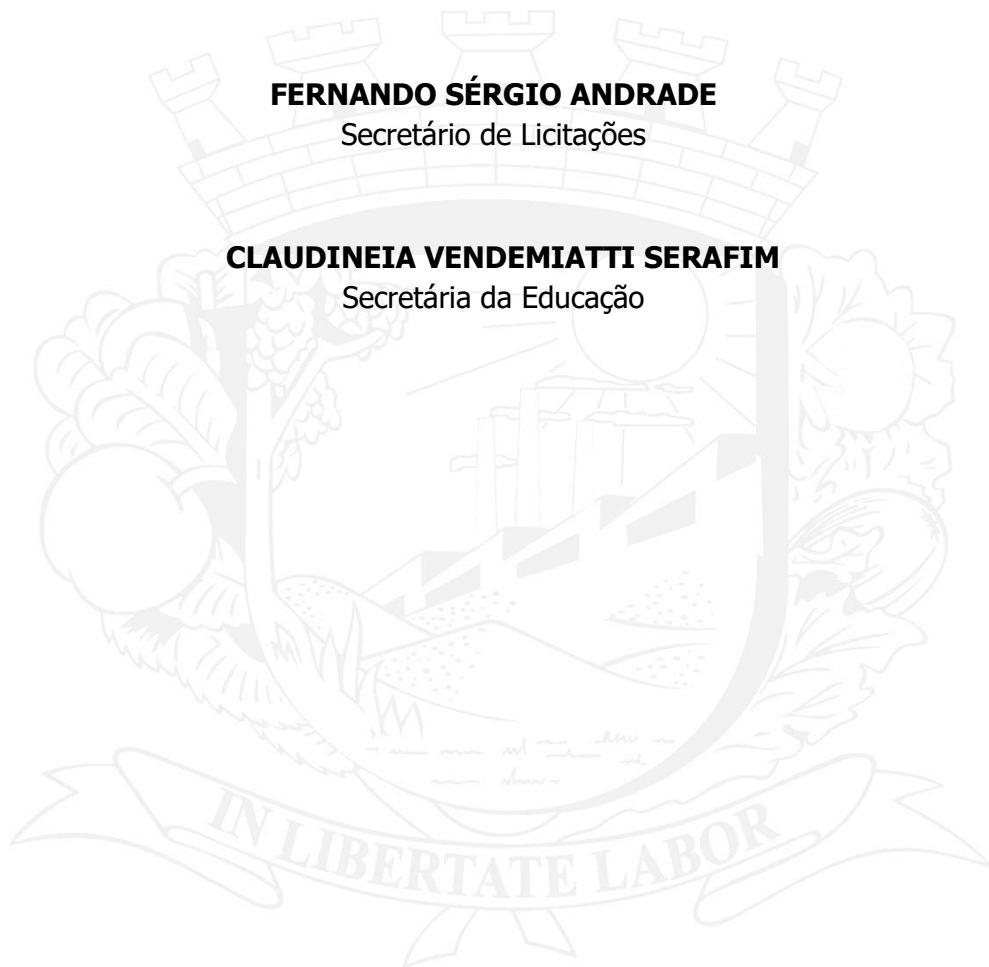 FERNANDO SÉRGIO ANDRADE
Secretário de Licitações
CLAUDINEIA VENDEMIATTI SERAFIM
Secretária da Educação
IN LIBERTATE LABOR